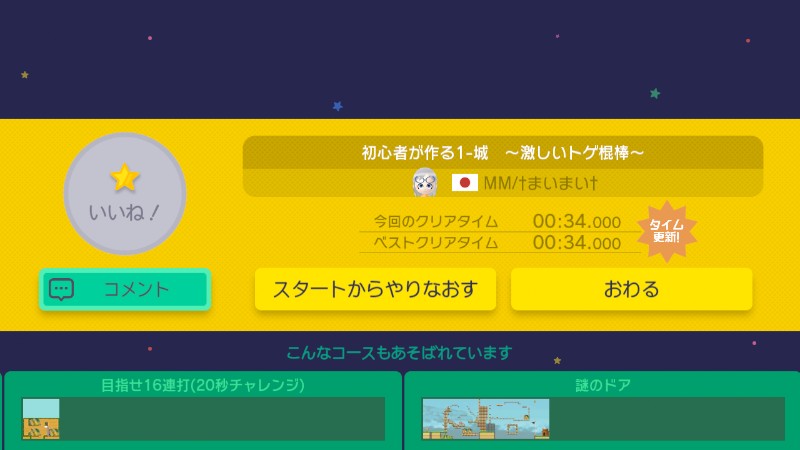 初心者が作る1-城　～激しいトゲ棍棒～
MM/†まいまい†
いいね！
今回のクリアタイム 00:34.000
ベストクリアタイム 00:34.000
タイム
更新!
コメント
スタートからやりなおす
おわる
こんなコースもあそばれています
目指せ16連打(20秒チャレンジ)
謎のドア